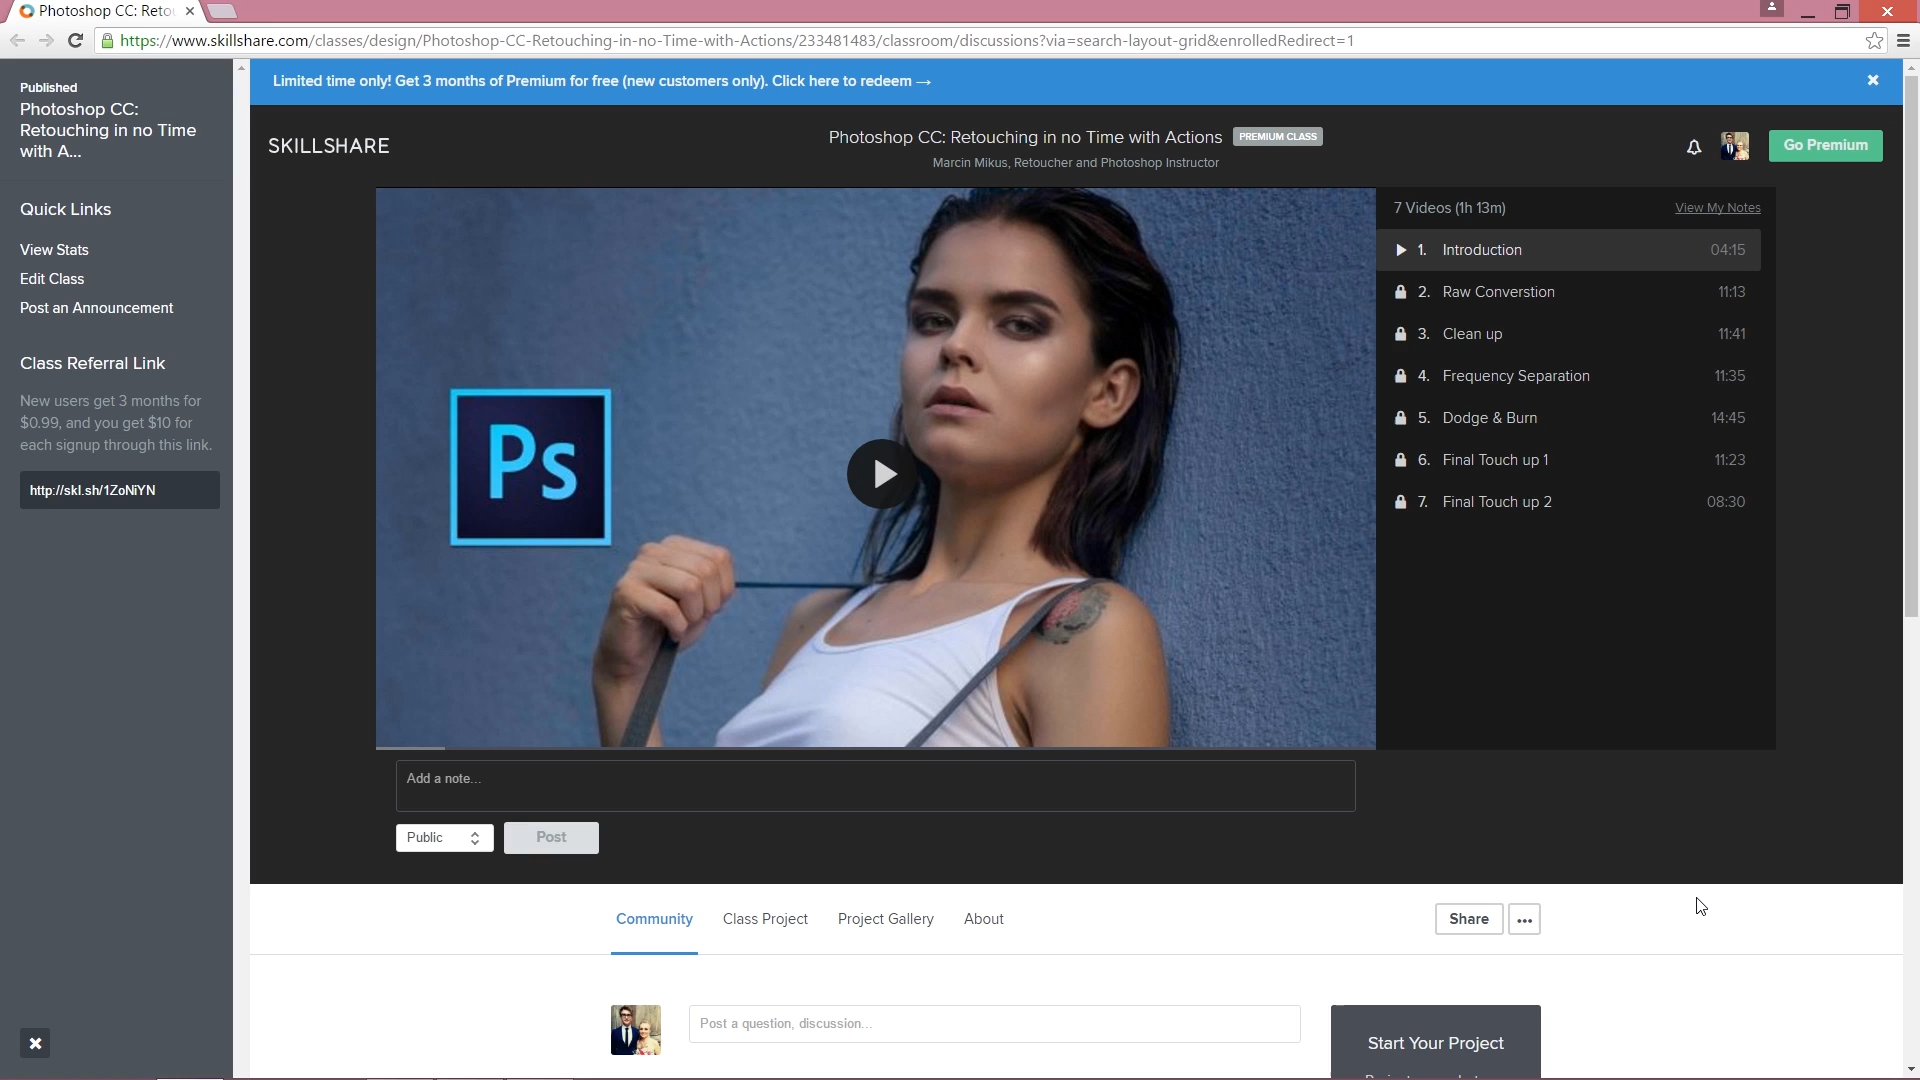 Photoshop CC: Reto
https://www.skillshare.com/classes/design/Photoshop-CC-Retouching-in-no-Time-with-Actions/233481483/classroom/discussions?via=search-layout-grid&enrolledRedirect=1
Published
Photoshop CC:
Retouching in no Time
with A...
Quick Links
View Stats
Edit Class
Post an Announcement
Class Referral Link
New users get 3 months for
$0.99, and you get $10 for
each signup through this link.
http://skl.sh/1ZoNiYN
Limited time only! Get 3 months of Premium for free (new customers only). Click here to redeem →
SKILLSHARE
Photoshop CC: Retouching in no Time with Actions PREMIUM CLASS
Marcin Mikus, Retoucher and Photoshop Instructor
Go Premium
Ps
7 Videos (1h 13m) View My Notes
1. Introduction 04:15
2. Raw Converstion 11:13
3. Clean up 11:41
4. Frequency Separation 11:35
5. Dodge & Burn 14:45
6. Final Touch up 1 11:23
7. Final Touch up 2 08:30
Add a note...
Public Post
Community Class Project Project Gallery About Share ...
Post a question, discussion...
Start Your Project